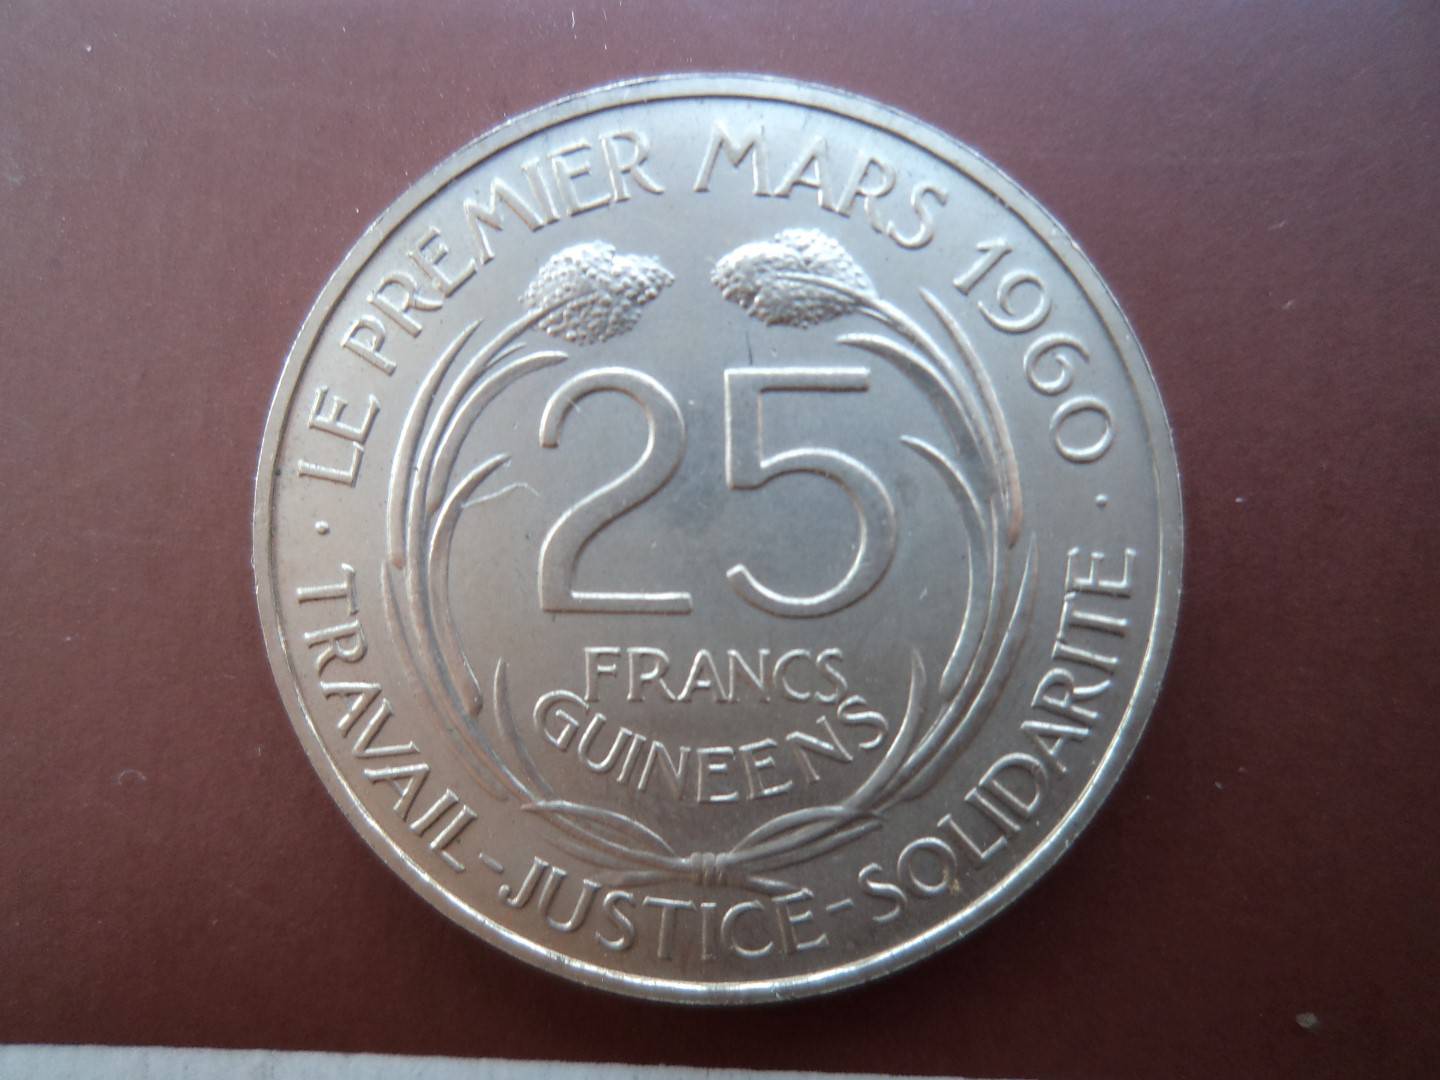 · LE PREMIER MARS 1960 ·
25
FRANCS
GUINEENS
TRAVAIL-JUSTICE-SOLIDARITE